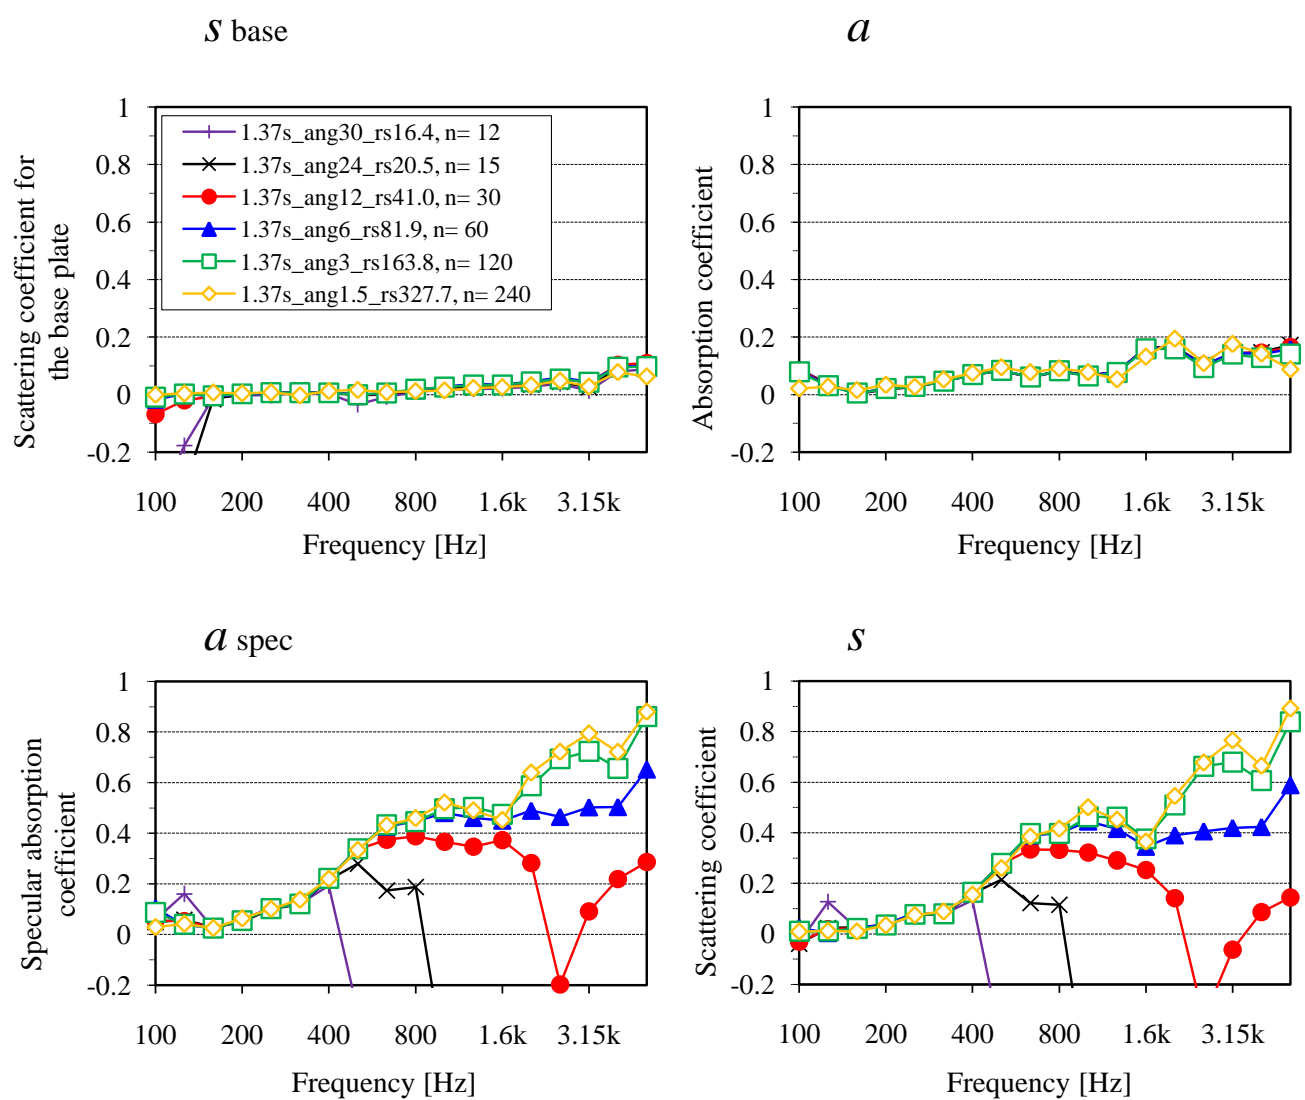 s base
Scattering coefficient for
the base plate
1
0.8
0.6
0.4
0.2
0
-0.2
1.37s_ang30_rs16.4, n= 12
1.37s_ang24_rs20.5, n= 15
1.37s_ang12_rs41.0, n= 30
1.37s_ang6_rs81.9, n= 60
1.37s_ang3_rs163.8, n= 120
1.37s_ang1.5_rs327.7, n= 240
100 200 400 800 1.6k 3.15k
Frequency [Hz]
a
Absorption coefficient
1
0.8
0.6
0.4
0.2
0
-0.2
100 200 400 800 1.6k 3.15k
Frequency [Hz]
a spec
Specular absorption
coefficient
1
0.8
0.6
0.4
0.2
0
-0.2
100 200 400 800 1.6k 3.15k
Frequency [Hz]
s
Scattering coefficient
1
0.8
0.6
0.4
0.2
0
-0.2
100 200 400 800 1.6k 3.15k
Frequency [Hz]